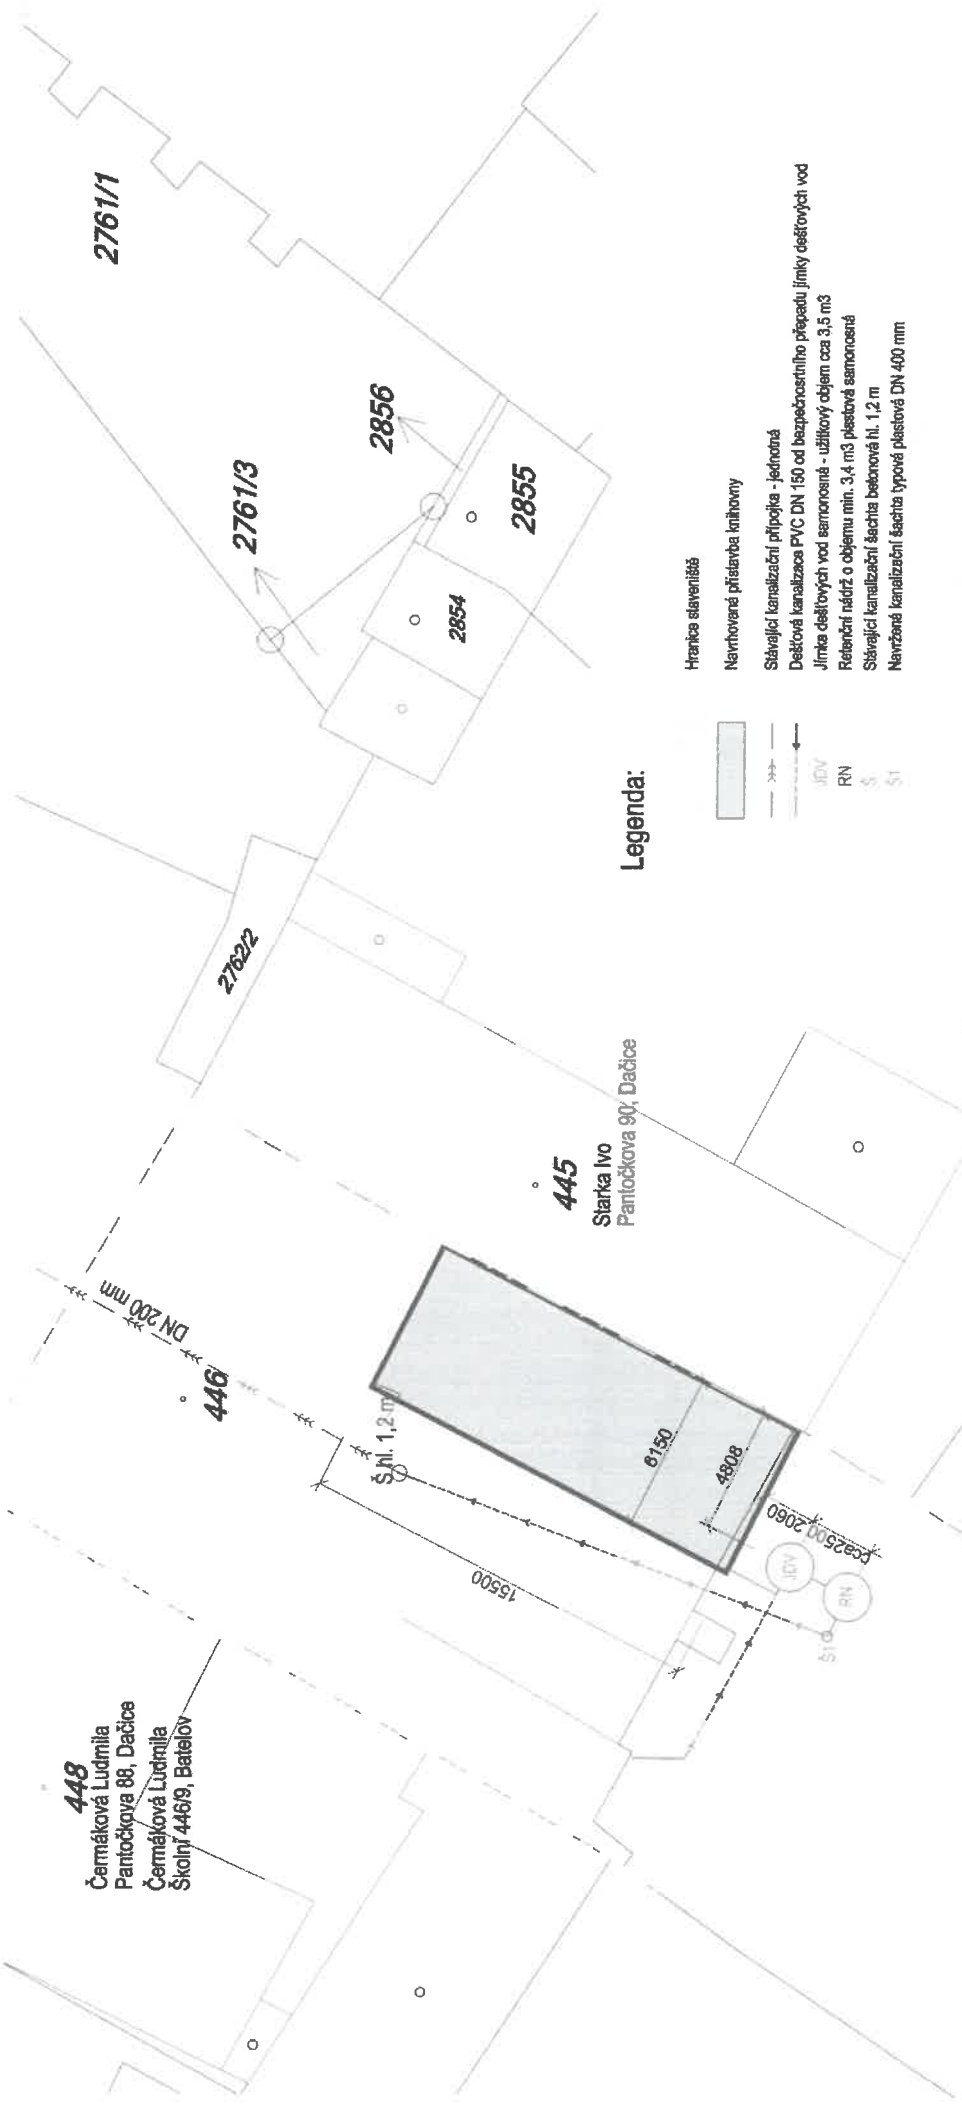 448
Čermáková Ludmila
Pantočkova 88, Dačice
Čermáková Ludmila
Školní 446/9, Batelov
446
DN 200 mm
2762/2
2761/3
2761/1
2856
2855
2854
Š hl. 1,2 m
15500
6150
4808
2060
cca2500
JDV
RN
Š1
445
Starka Ivo
Pantočkova 90, Dačice
Legenda:
Hranice staveniště
Navrhovaná přístavba knihovny
Stávající kanalizační přípojka - jednotná
Dešťová kanalizace PVC DN 150 od bezpečnosrtního přepadu jímky dešťových vod
JDV Jímka dešťových vod samonosná - užitkový objem cca 3,5 m3
RN Retenční nádrž o objemu min. 3,4 m3 plastová samonosná
Š Stávající kanalizační šachta betonová hl. 1,2 m
Š1 Navržená kanalizační šachta typová plastová DN 400 mm